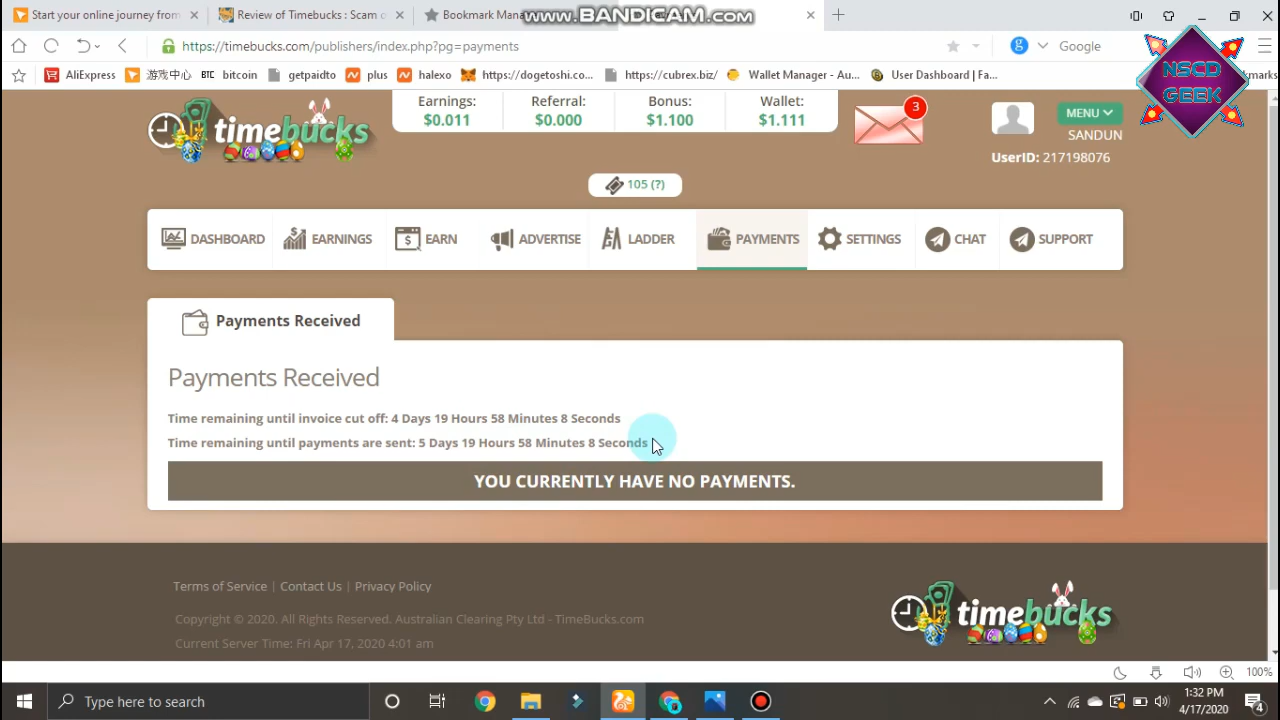 Start your online journey from
Review of Timebucks : Scam o
Bookmark Mana
www.BANDICAM.com
https://timebucks.com/publishers/index.php?pg=payments
Google
AliExpress
游戏中心
BTC bitcoin
getpaidto
plus
halexo
https://dogetoshi.co...
https://cubrex.biz/
Wallet Manager - Au...
User Dashboard | Fa...
kmarks
NSCD
GEEK
timebucks
Earnings:
$0.011
Referral:
$0.000
Bonus:
$1.100
Wallet:
$1.111
3
MENU
SANDUN
UserID: 217198076
105 (?)
DASHBOARD
EARNINGS
EARN
ADVERTISE
LADDER
PAYMENTS
SETTINGS
CHAT
SUPPORT
Payments Received
Payments Received
Time remaining until invoice cut off: 4 Days 19 Hours 58 Minutes 8 Seconds
Time remaining until payments are sent: 5 Days 19 Hours 58 Minutes 8 Seconds
YOU CURRENTLY HAVE NO PAYMENTS.
Terms of Service | Contact Us | Privacy Policy
Copyright © 2020. All Rights Reserved. Australian Clearing Pty Ltd - TimeBucks.com
Current Server Time: Fri Apr 17, 2020 4:01 am
timebucks
100%
Type here to search
1:32 PM
4/17/2020
4